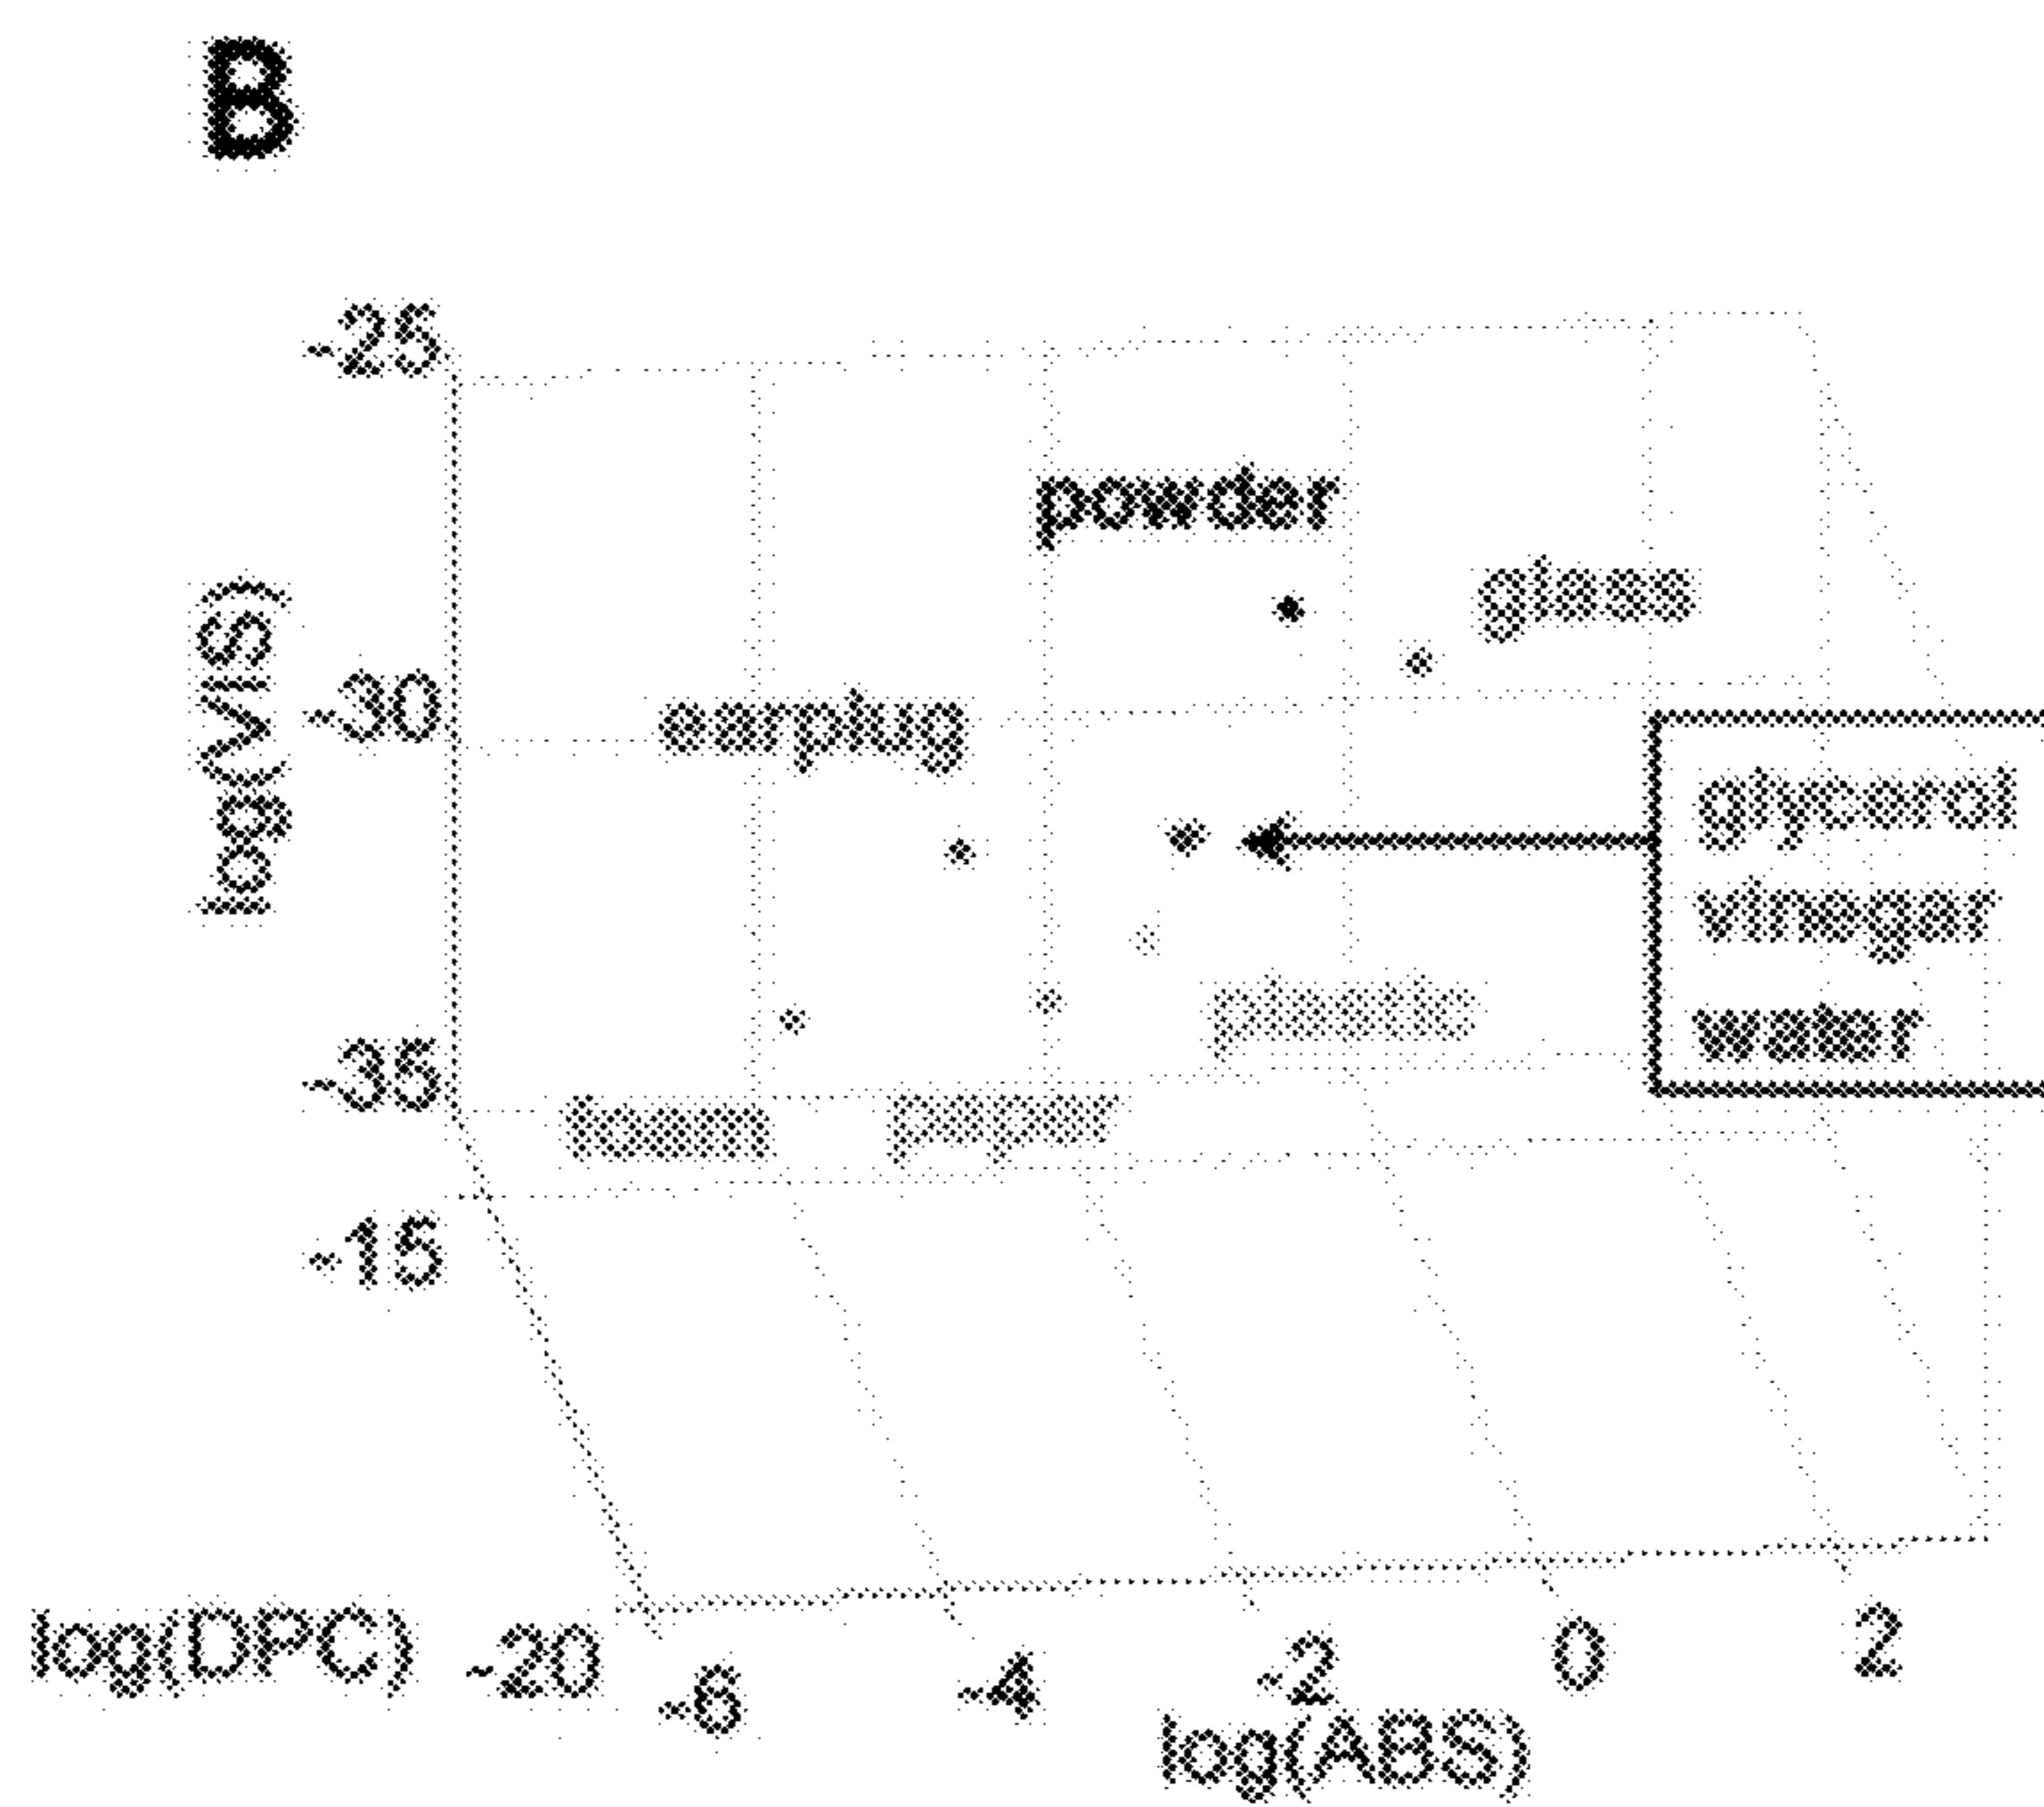 B
-25
powder
glass
log(VIS)
-30
earplug
glycerol
vinegar
water
-35
-15
log(DPC)
-20
-6
-4
-2
0
2
log(ABS)